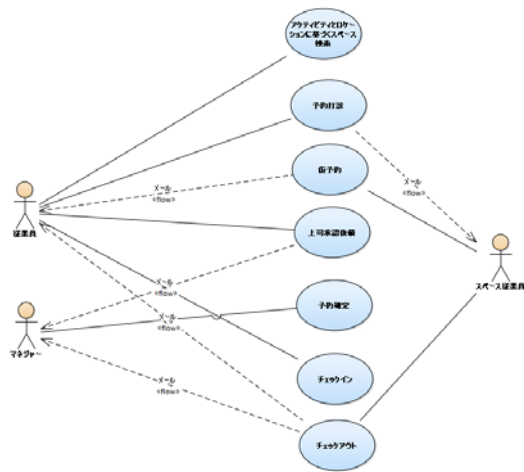 アクティビティとロケー
ションに基づくスペース
検索
予約打診
仮予約
メール
«flow»
メール
«flow»
従業員
上司承認依頼
スペース従業員
メール
«flow»
予約確定
メール
«flow»
マネジャー
チェックイン
メール
«flow»
チェックアウト